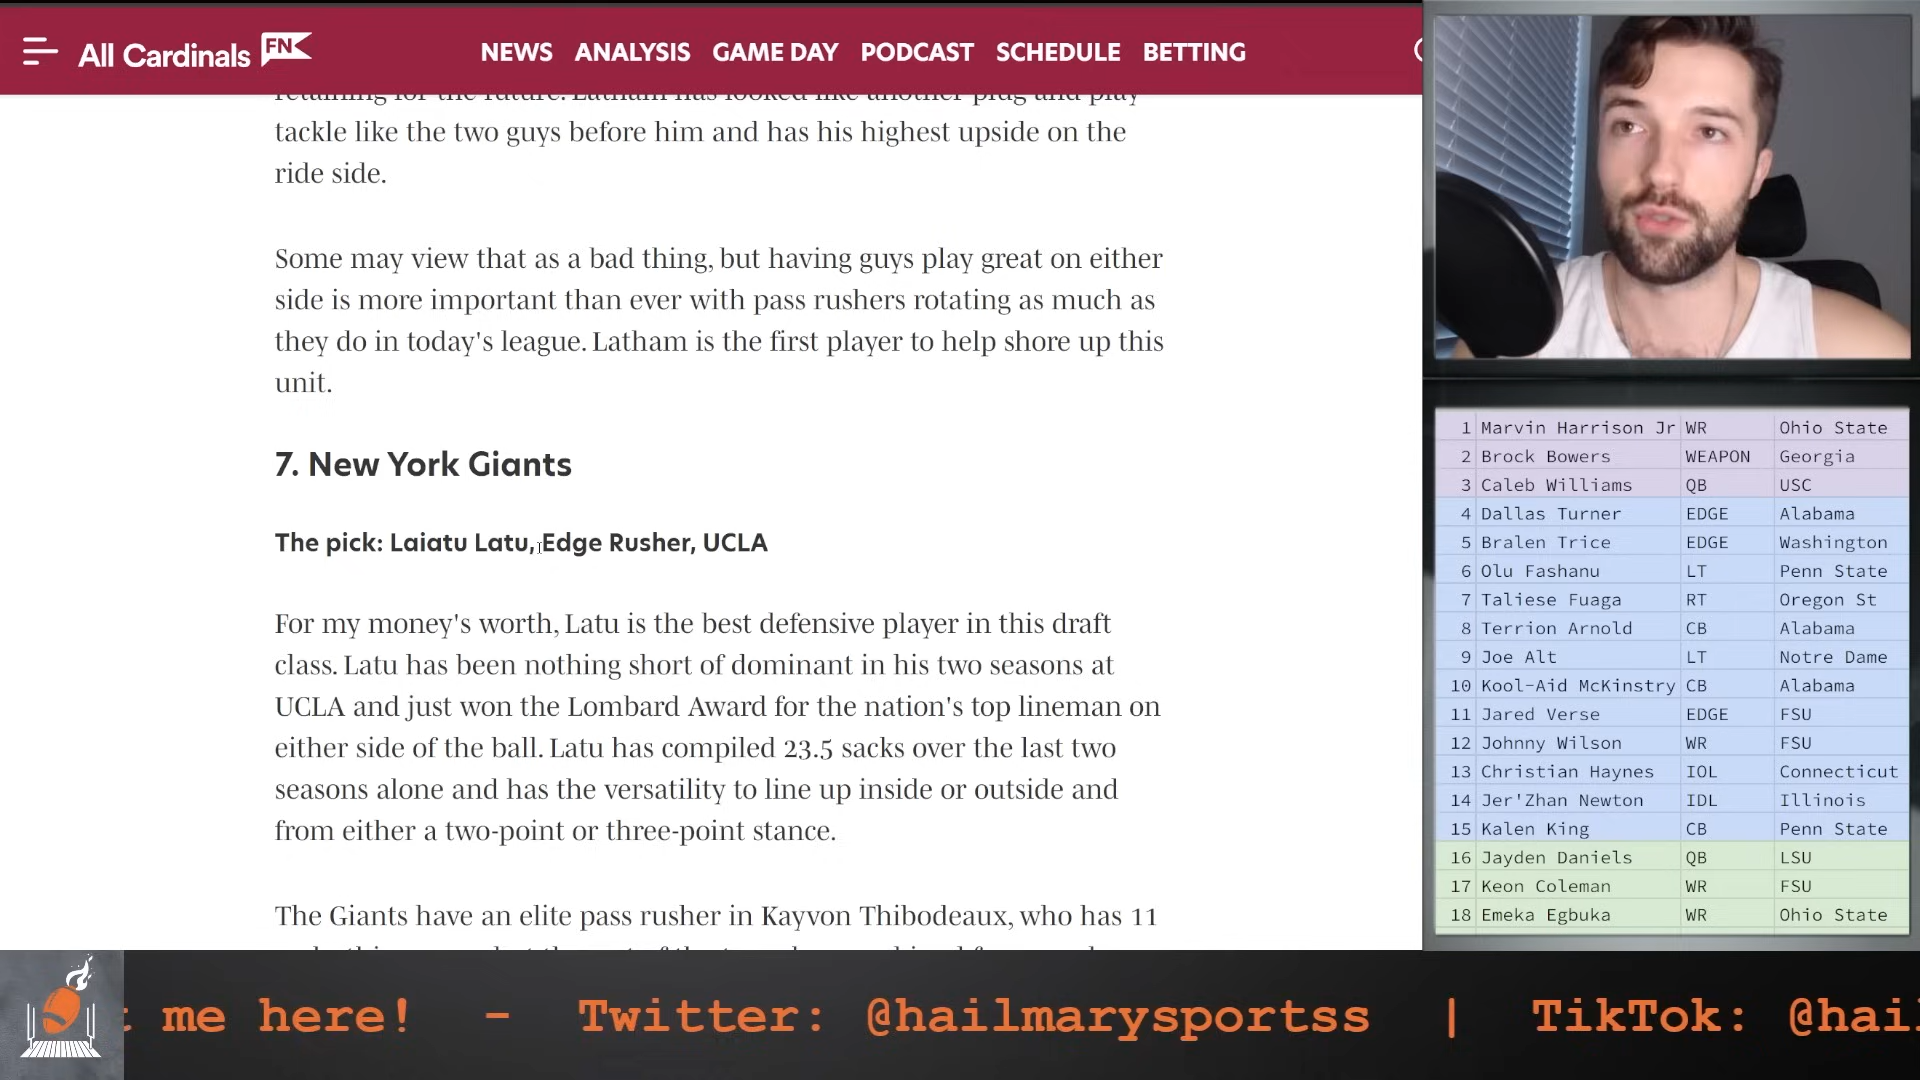 All Cardinals FN
NEWS ANALYSIS GAME DAY PODCAST SCHEDULE BETTING
retaining for the future. Latham has looked like another plug and play
tackle like the two guys before him and has his highest upside on the
ride side.
Some may view that as a bad thing, but having guys play great on either
side is more important than ever with pass rushers rotating as much as
they do in today's league. Latham is the first player to help shore up this
unit.
7. New York Giants
The pick: Laiatu Latu, Edge Rusher, UCLA
For my money's worth, Latu is the best defensive player in this draft
class. Latu has been nothing short of dominant in his two seasons at
UCLA and just won the Lombard Award for the nation's top lineman on
either side of the ball. Latu has compiled 23.5 sacks over the last two
seasons alone and has the versatility to line up inside or outside and
from either a two-point or three-point stance.
The Giants have an elite pass rusher in Kayvon Thibodeaux, who has 11
1 Marvin Harrison Jr WR Ohio State
2 Brock Bowers WEAPON Georgia
3 Caleb Williams QB USC
4 Dallas Turner EDGE Alabama
5 Bralen Trice EDGE Washington
6 Olu Fashanu LT Penn State
7 Taliese Fuaga RT Oregon St
8 Terrion Arnold CB Alabama
9 Joe Alt LT Notre Dame
10 Kool-Aid McKinstry CB Alabama
11 Jared Verse EDGE FSU
12 Johnny Wilson WR FSU
13 Christian Haynes IOL Connecticut
14 Jer'Zhan Newton IDL Illinois
15 Kalen King CB Penn State
16 Jayden Daniels QB LSU
17 Keon Coleman WR FSU
18 Emeka Egbuka WR Ohio State
me here! - Twitter: @hailmarysportss | TikTok: @hail